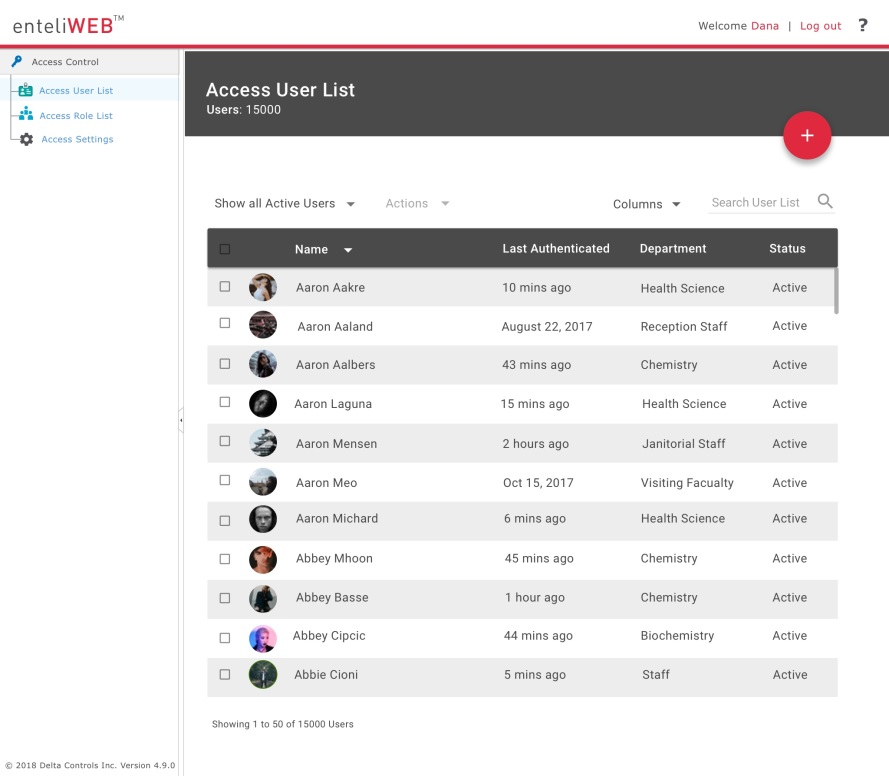 enteliWEB™
Welcome Dana | Log out ?
Access Control
Access User List
Access Role List
Access Settings
Access User List
Users: 15000
+
Show all Active Users Actions Columns Search User List
Name Last Authenticated Department Status
Aaron Aakre 10 mins ago Health Science Active
Aaron Aaland August 22, 2017 Reception Staff Active
Aaron Aalbers 43 mins ago Chemistry Active
Aaron Laguna 15 mins ago Health Science Active
Aaron Mensen 2 hours ago Janitorial Staff Active
Aaron Meo Oct 15, 2017 Visiting Facualty Active
Aaron Michard 6 mins ago Health Science Active
Abbey Mhoon 45 mins ago Chemistry Active
Abbey Basse 1 hour ago Chemistry Active
Abbey Cipcic 44 mins ago Biochemistry Active
Abbie Cioni 5 mins ago Staff Active
Showing 1 to 50 of 15000 Users
© 2018 Delta Controls Inc. Version 4.9.0